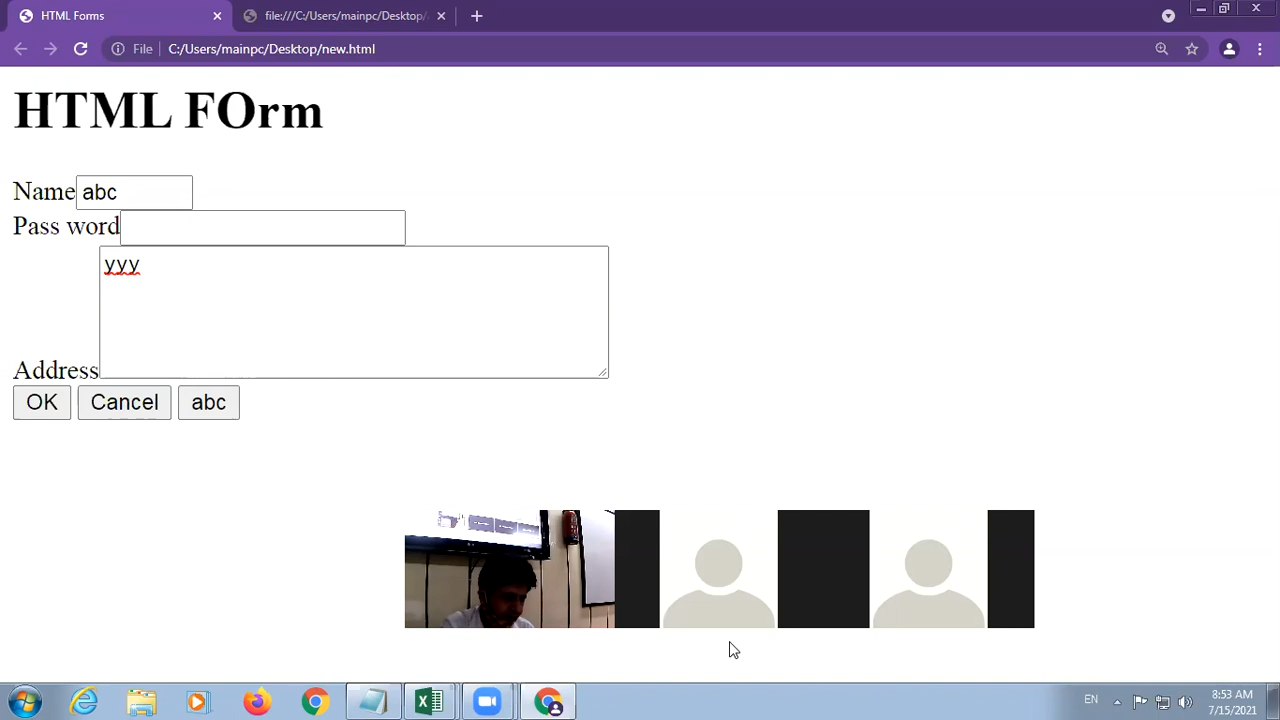 HTML Forms
file:///C:/Users/mainpc/Desktop/
File C:/Users/mainpc/Desktop/new.html
HTML FOrm
Name abc
Pass word
yyy
Address
OK Cancel abc
EN
8:53 AM
7/15/2021